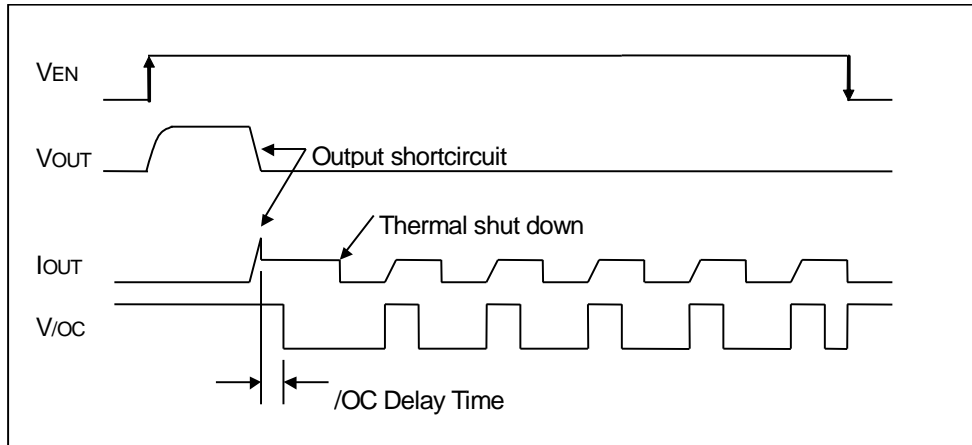 VEN
VOUT
Output shortcircuit
Thermal shut down
IOUT
V/OC
/OC Delay Time